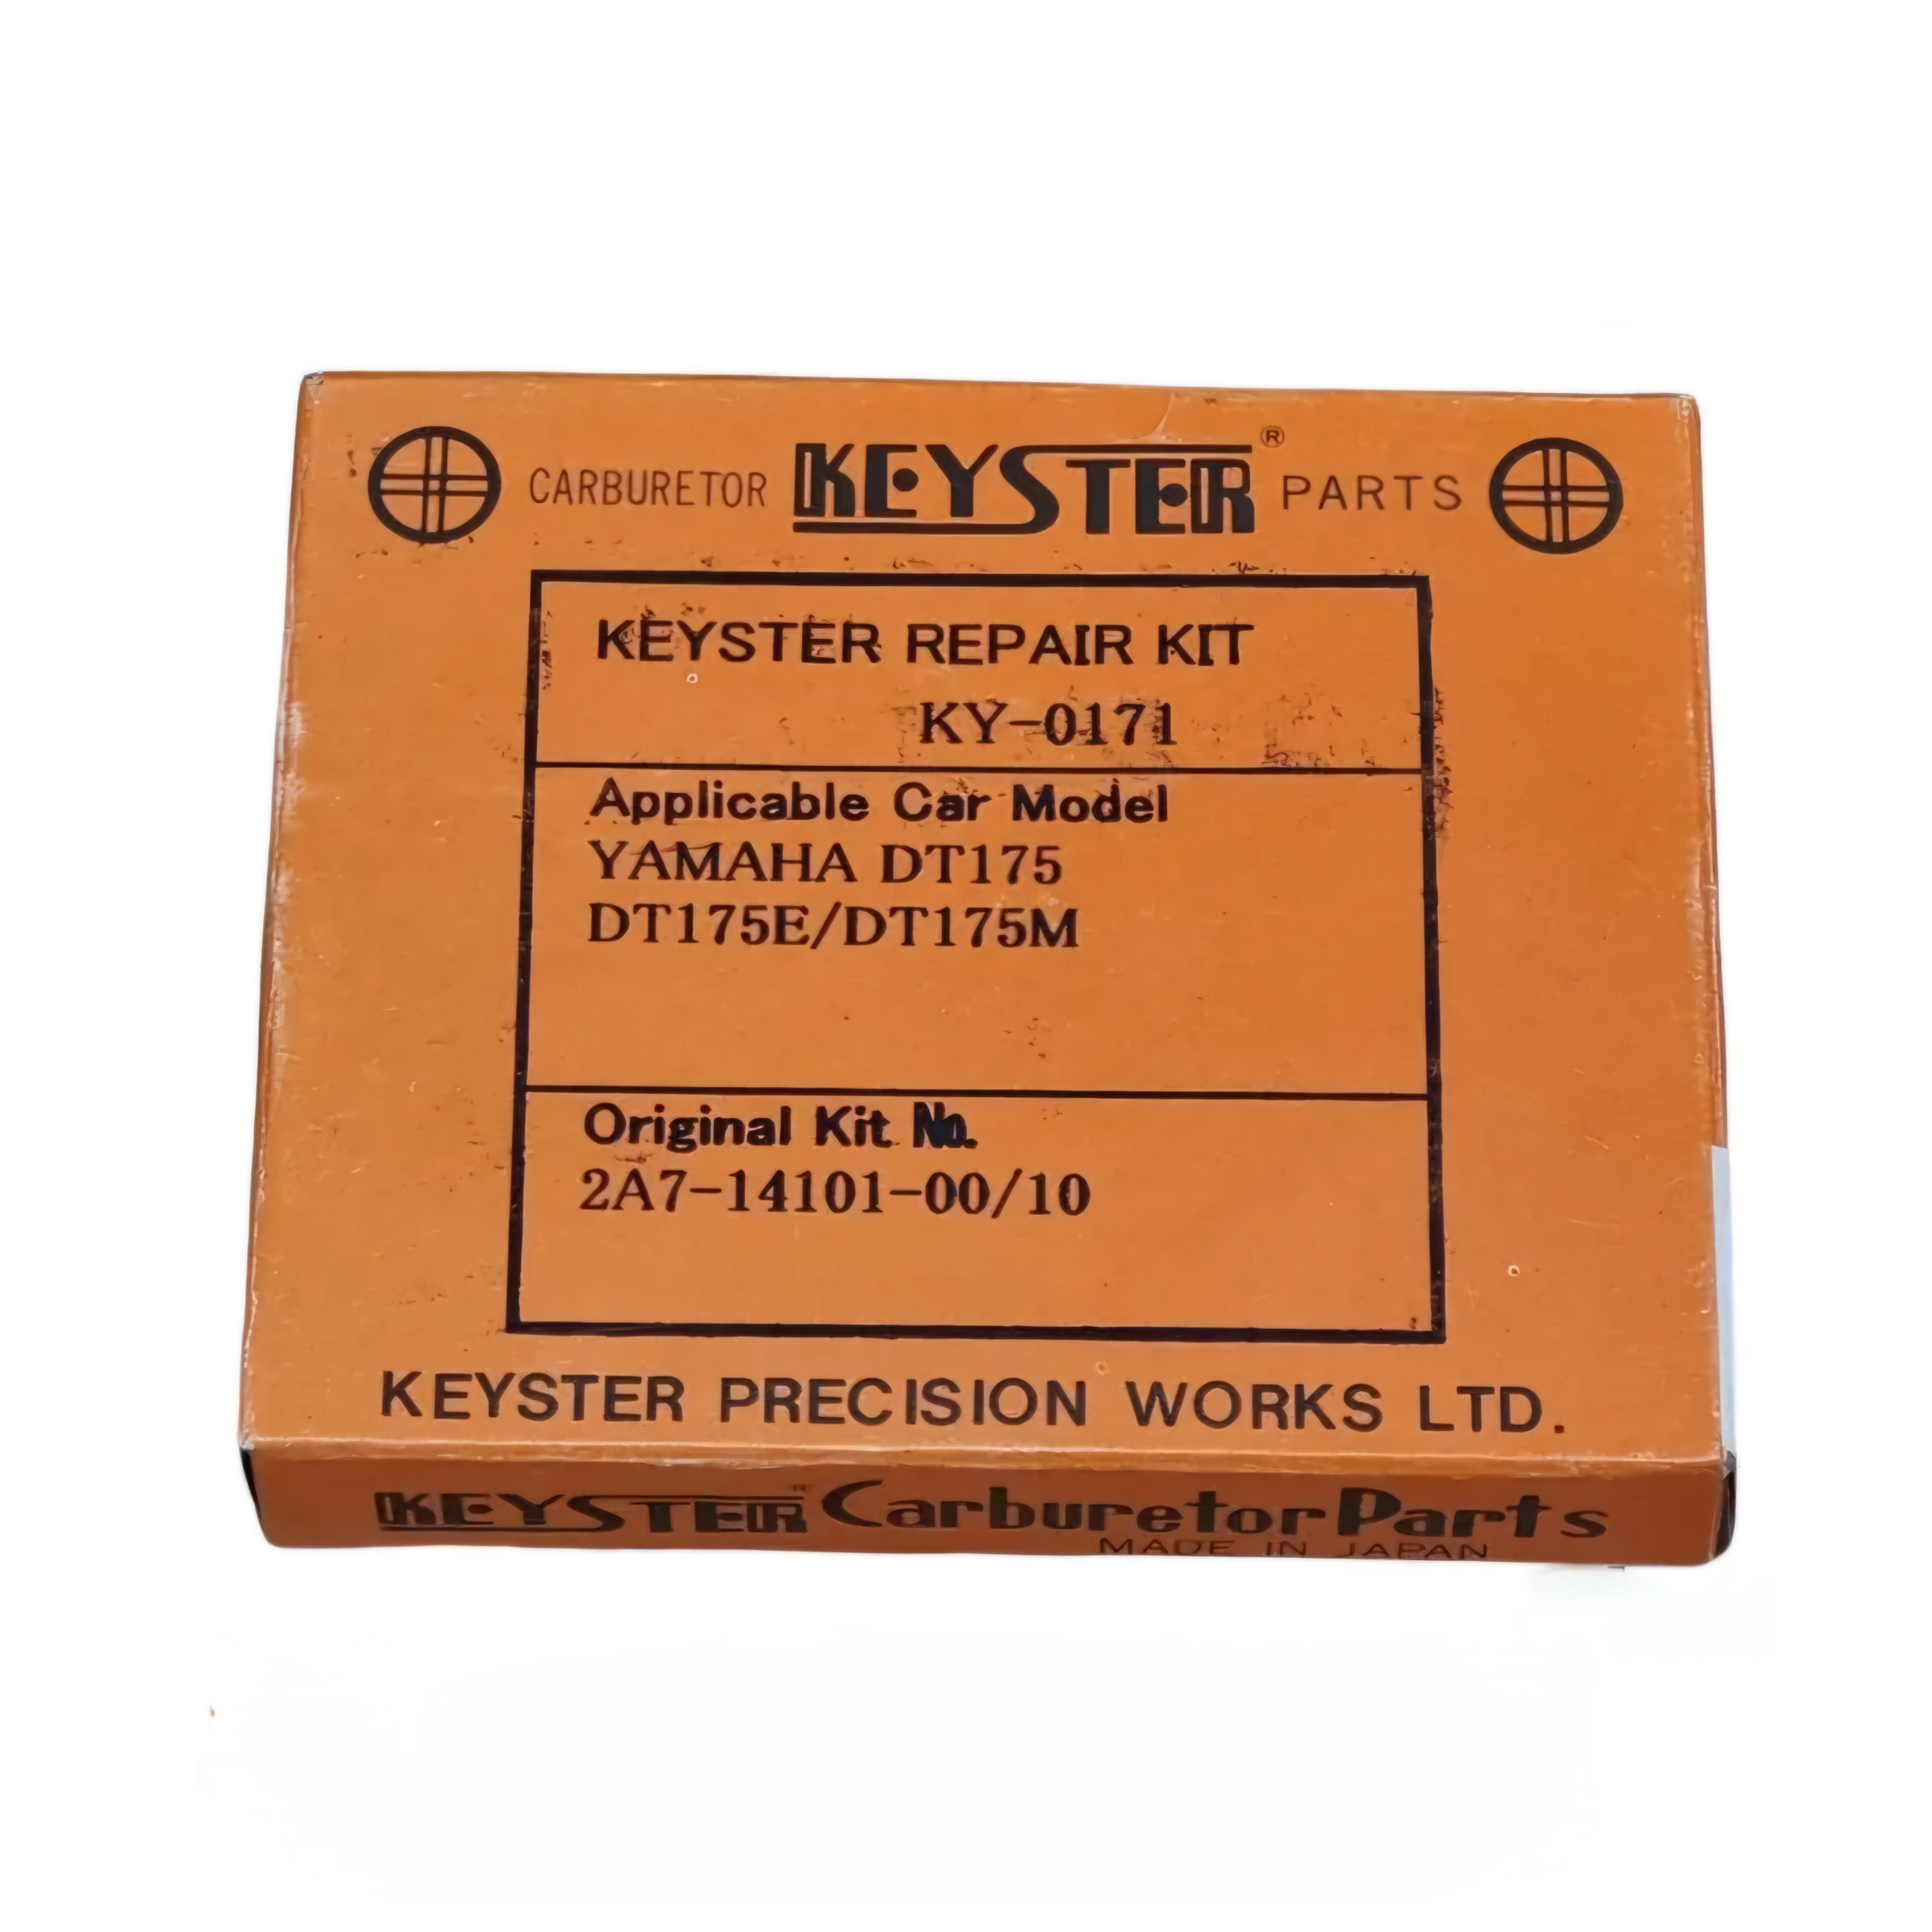 CARBURETOR KEYSTER® PARTS
KEYSTER REPAIR KIT
KY-0171
Applicable Car Model
YAMAHA DT175
DT175E/DT175M
Original Kit No.
2A7-14101-00/10
KEYSTER PRECISION WORKS LTD.
KEYSTER® Carburetor Parts
MADE IN JAPAN